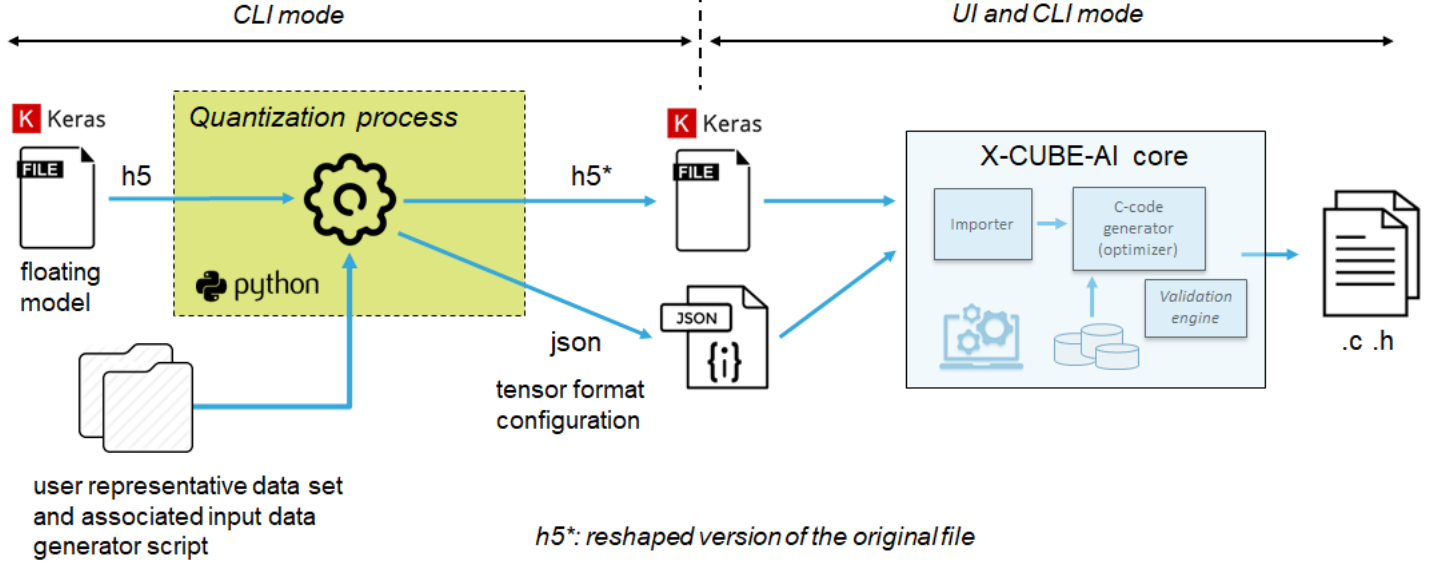 CLI mode
UI and CLI mode
K Keras
FILE
h5
floating
model
Quantization process
python
user representative data set
and associated input data
generator script
h5*
K Keras
FILE
json
tensor format
configuration
JSON
{i}
X-CUBE-AI core
Importer
C-code
generator
(optimizer)
Validation
engine
.c .h
h5*: reshaped version of the original file